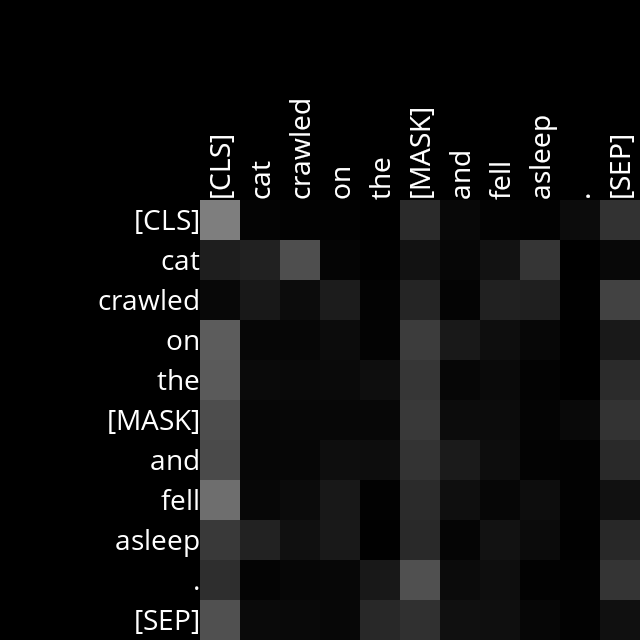 [CLS]
cat
crawled
on
the
[MASK]
and
fell
asleep
.
[SEP]
[CLS]
cat
crawled
on
the
[MASK]
and
fell
asleep
.
[SEP]